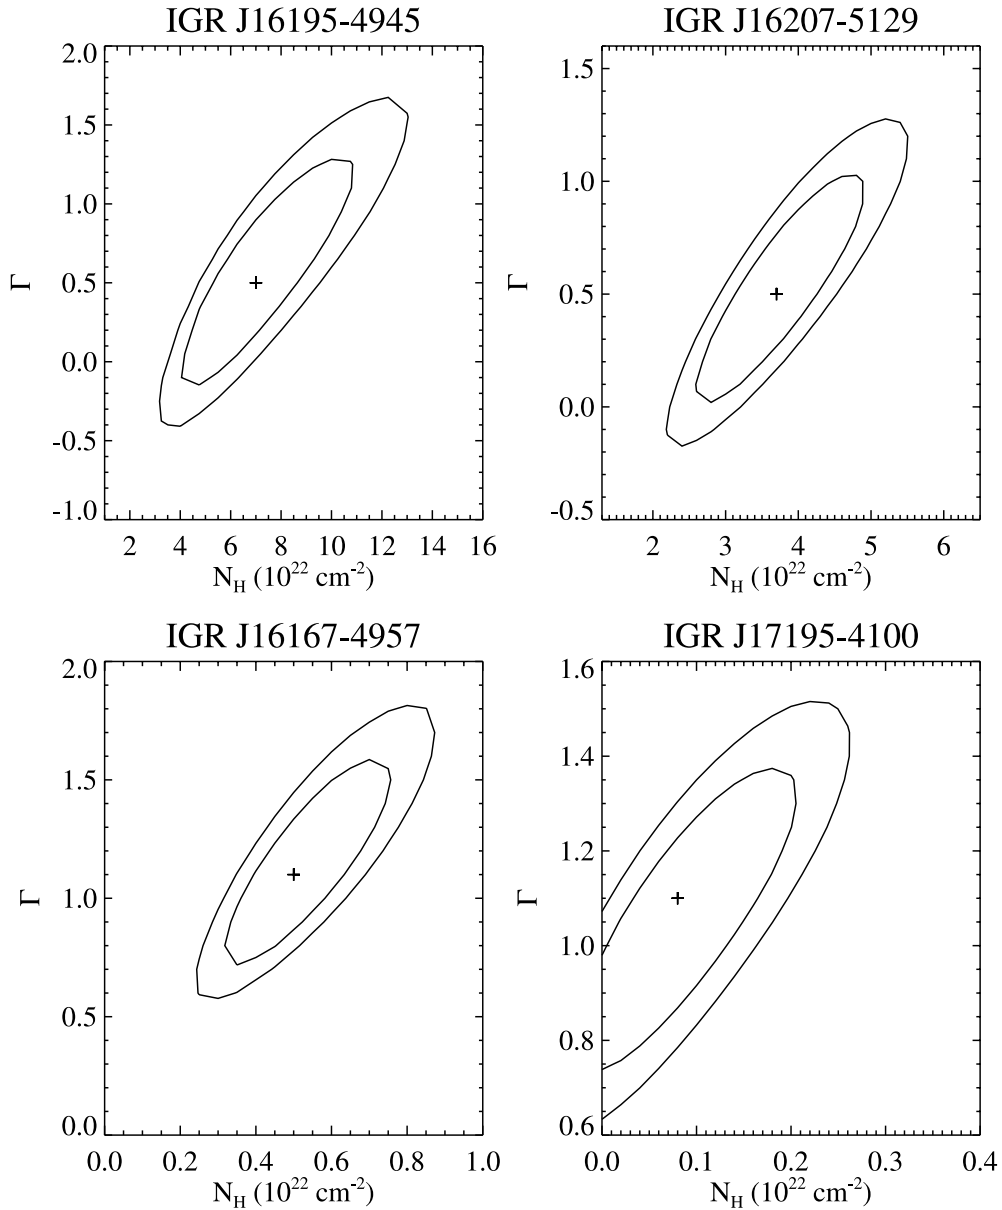 IGR J16195-4945
2.0
1.5
1.0
0.5
0.0
-0.5
-1.0
Γ
2 4 6 8 10 12 14 16
N_H (10^22 cm^-2)
IGR J16207-5129
1.5
1.0
0.5
0.0
-0.5
Γ
2 3 4 5 6
N_H (10^22 cm^-2)
IGR J16167-4957
2.0
1.5
1.0
0.5
0.0
Γ
0.0 0.2 0.4 0.6 0.8 1.0
N_H (10^22 cm^-2)
IGR J17195-4100
1.6
1.4
1.2
1.0
0.8
0.6
Γ
0.0 0.1 0.2 0.3 0.4
N_H (10^22 cm^-2)